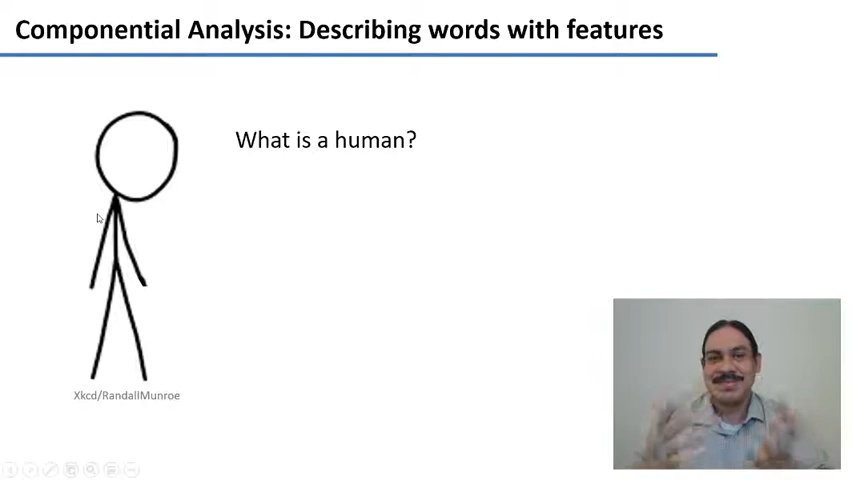 Componential Analysis: Describing words with features
What is a human?
Xkcd/RandallMunroe